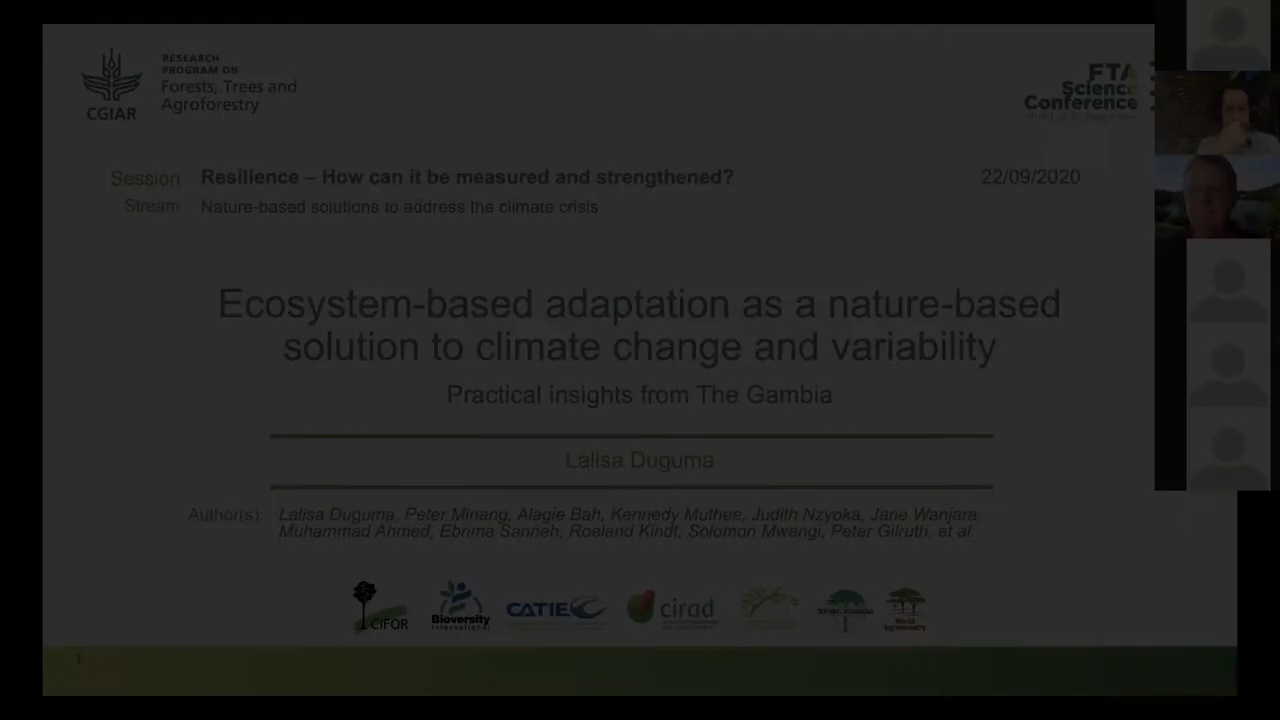 RESEARCH
PROGRAM ON
Forests, Trees and
Agroforestry
CGIAR
FTA
Science
Conference
Session Resilience – How can it be measured and strengthened? 22/09/2020
Stream Nature-based solutions to address the climate crisis
Ecosystem-based adaptation as a nature-based
solution to climate change and variability
Practical insights from The Gambia
Lalisa Duguma
Author(s): Lalisa Duguma, Peter Minang, Alagie Bah, Kennedy Muthee, Judith Nzyoka, Jane Wanjara,
Muhammad Ahmed, Ebrima Sanneh, Roeland Kindt, Solomon Mwangi, Peter Gilruth, et al.
CIFOR
Bioversity
International
CATIE
cirad
World
Agroforestry
1